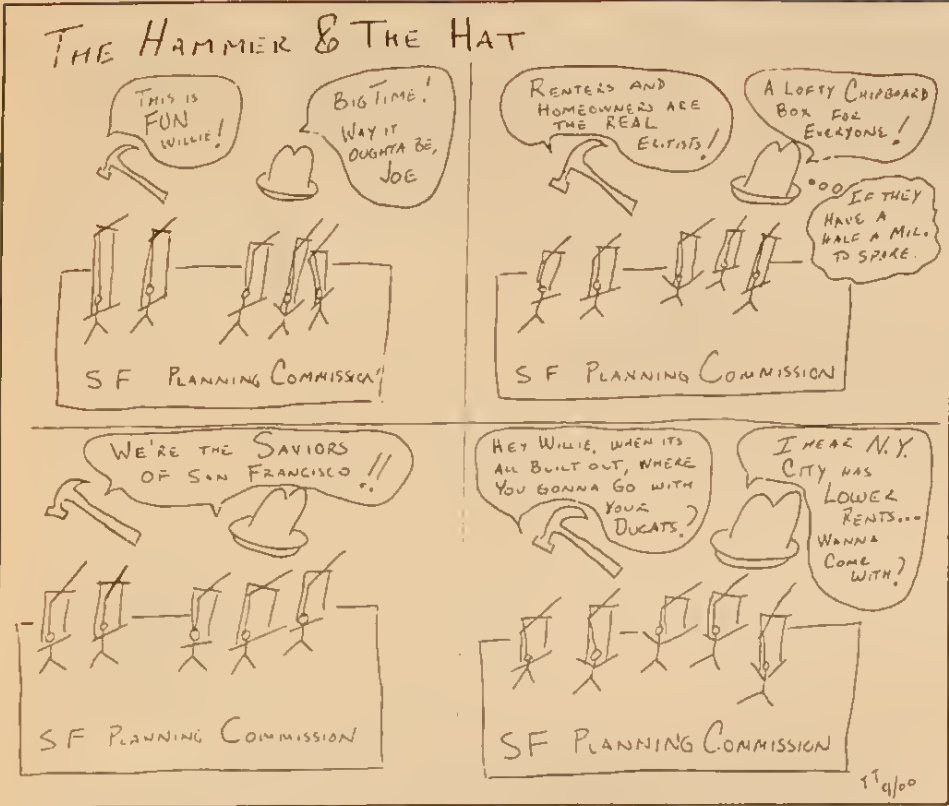 THE HAMMER & THE HAT
THIS IS
FUN
WILLIE!
BIG TIME!
WAY IT
OUGHTA BE,
JOE
SF PLANNING COMMISSION
RENTERS AND
HOMEOWNERS ARE
THE REAL
ELITISTS!
A LOFTY CHIPBOARD
BOX FOR
EVERYONE!
IF THEY
HAVE A
HALF A MIL.
TO SPARE.
SF PLANNING COMMISSION
WE'RE THE SAVIORS
OF SAN FRANCISCO!!
SF PLANNING COMMISSION
HEY WILLIE, WHEN ITS
ALL BUILT OUT, WHERE
YOU GONNA GO WITH
YOUR
DUCATS?
I HEAR N.Y.
CITY HAS
LOWER
RENTS...
WANNA
COME
WITH?
SF PLANNING COMMISSION
TT 9/00